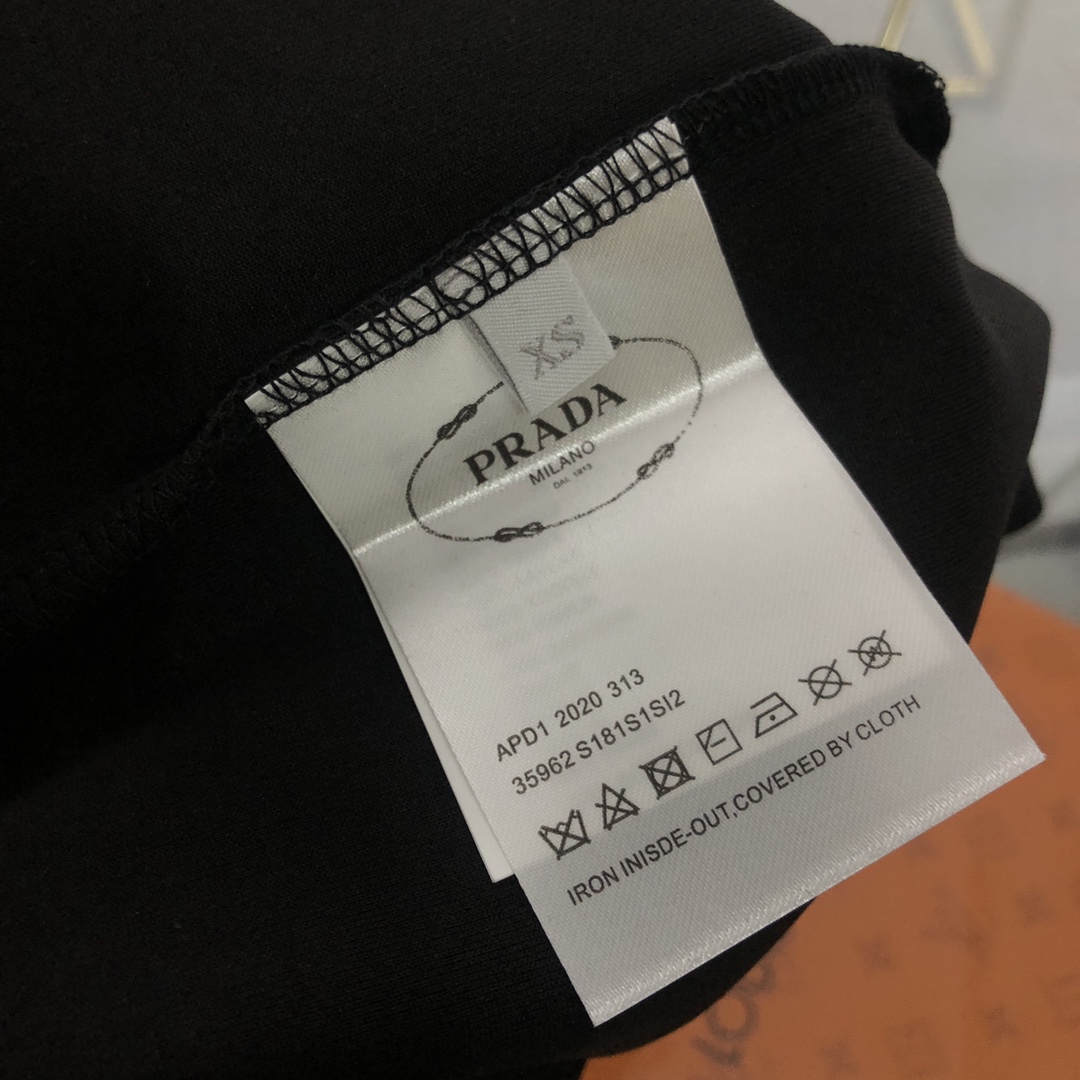 XS
PRADA
MILANO
DAL 1913
APD1 2020 313
35962 S181S1SI2
IRON INISDE-OUT,COVERED BY CLOTH